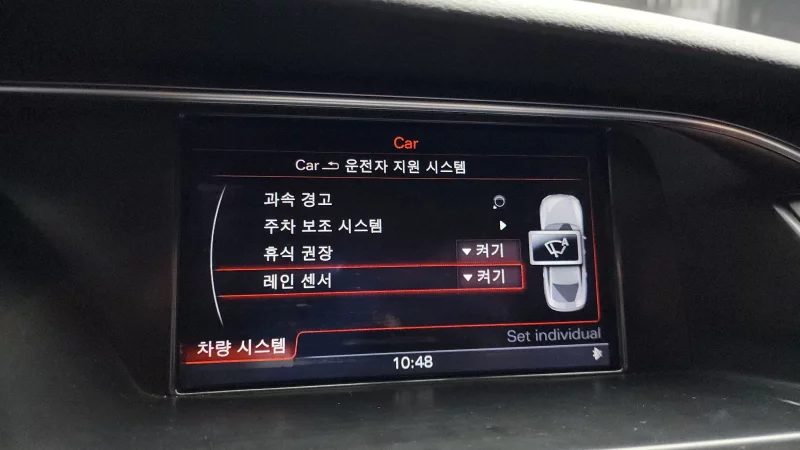 Car
Car 운전자 지원 시스템
과속 경고
주차 보조 시스템
휴식 권장 켜기
레인 센서 켜기
Set individual
차량 시스템
10:48